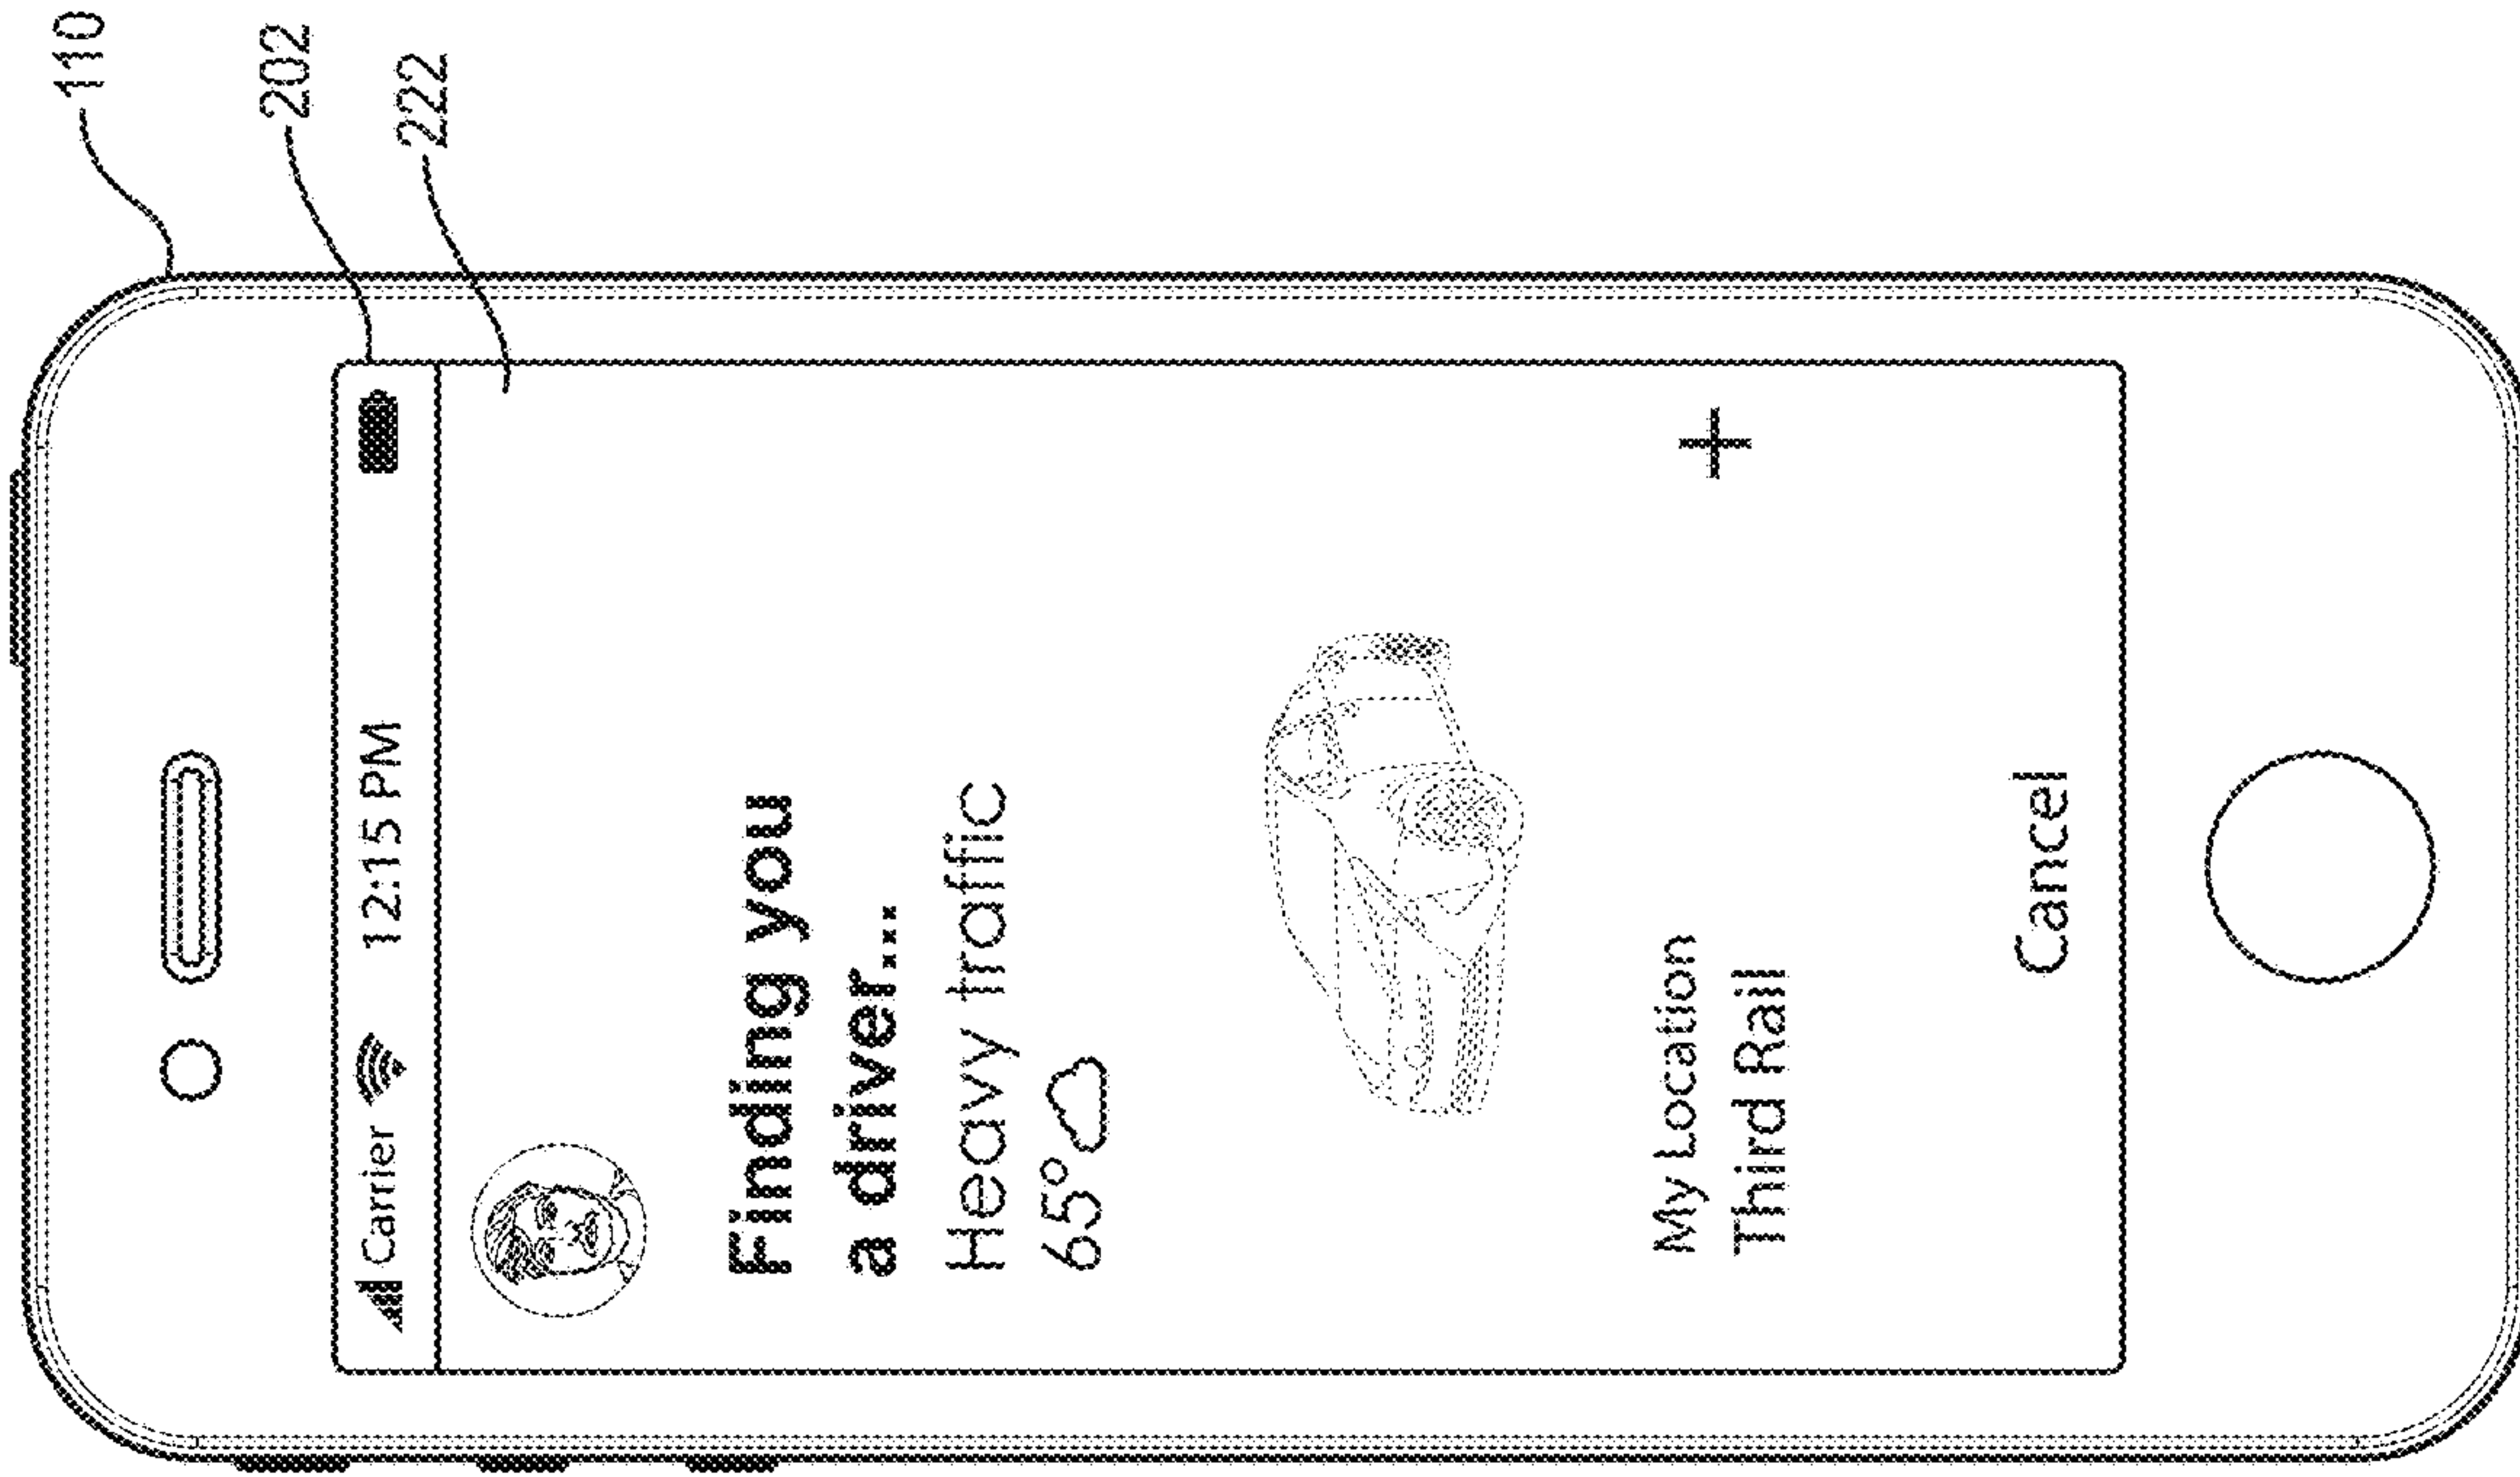 110
202
222
Carrier 12:15 PM
Finding you
a driver...
Heavy traffic
65°
My Location
Third Rail
+
Cancel